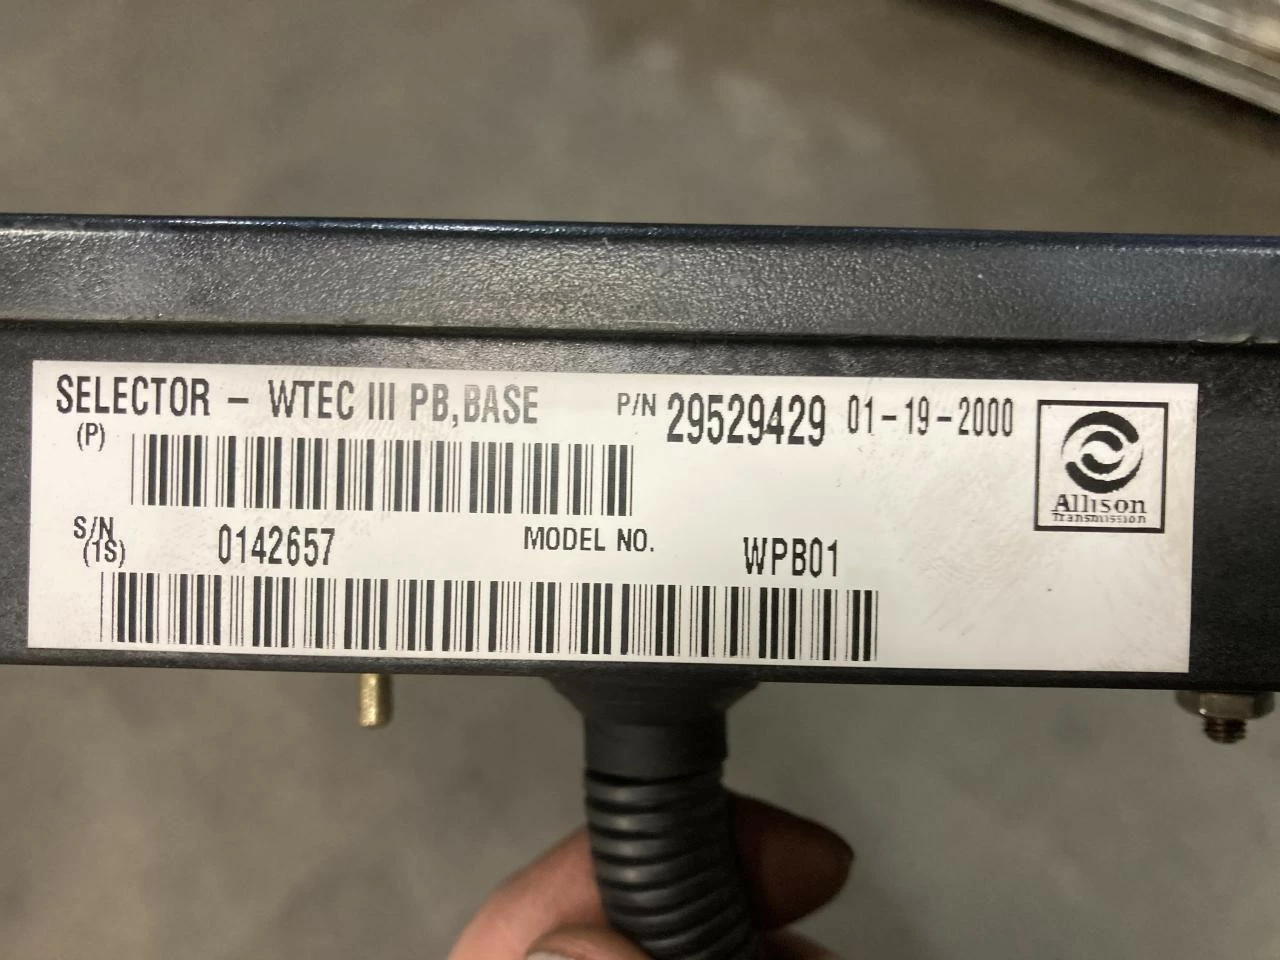 SELECTOR – WTEC III PB,BASE P/N 29529429 01-19-2000
(P)
S/N 0142657 MODEL NO. WPB01
(1S)
Allison
Transmission